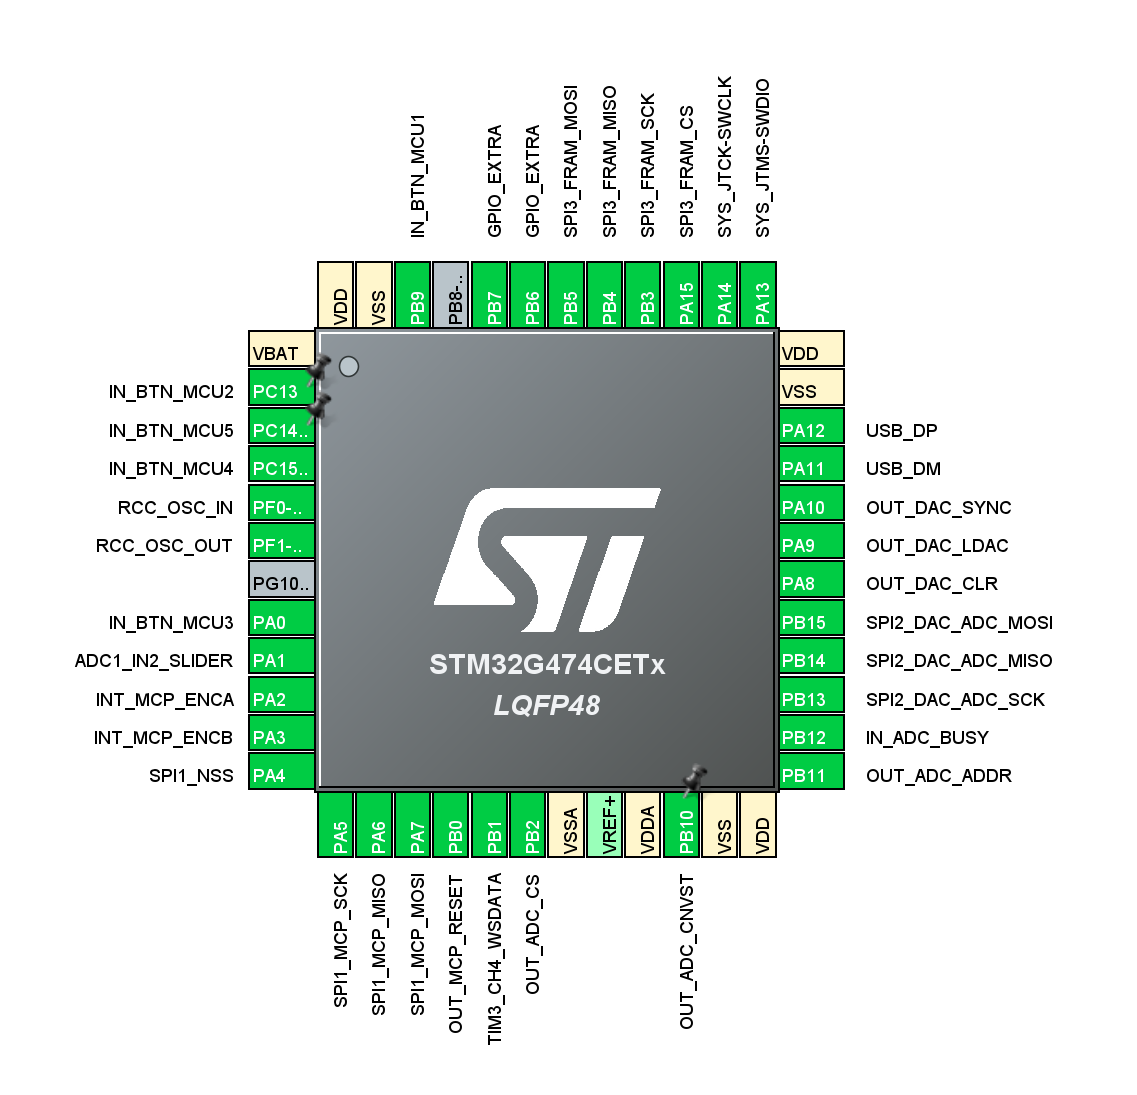 IN_BTN_MCU1
GPIO_EXTRA
GPIO_EXTRA
SPI3_FRAM_MOSI
SPI3_FRAM_MISO
SPI3_FRAM_SCK
SPI3_FRAM_CS
SYS_JTCK-SWCLK
SYS_JTMS-SWDIO
VDD
VSS
PB9
PB8-..
PB7
PB6
PB5
PB4
PB3
PA15
PA14
PA13
VBAT
IN_BTN_MCU2 PC13
IN_BTN_MCU5 PC14..
IN_BTN_MCU4 PC15..
RCC_OSC_IN PF0-..
RCC_OSC_OUT PF1-..
PG10..
IN_BTN_MCU3 PA0
ADC1_IN2_SLIDER PA1
INT_MCP_ENCA PA2
INT_MCP_ENCB PA3
SPI1_NSS PA4
ST
STM32G474CETx
LQFP48
VDD
VSS
PA12 USB_DP
PA11 USB_DM
PA10 OUT_DAC_SYNC
PA9 OUT_DAC_LDAC
PA8 OUT_DAC_CLR
PB15 SPI2_DAC_ADC_MOSI
PB14 SPI2_DAC_ADC_MISO
PB13 SPI2_DAC_ADC_SCK
PB12 IN_ADC_BUSY
PB11 OUT_ADC_ADDR
PA5
PA6
PA7
PB0
PB1
PB2
VSSA
VREF+
VDDA
PB10
VSS
VDD
SPI1_MCP_SCK
SPI1_MCP_MISO
SPI1_MCP_MOSI
OUT_MCP_RESET
TIM3_CH4_WSDATA
OUT_ADC_CS
OUT_ADC_CNVST